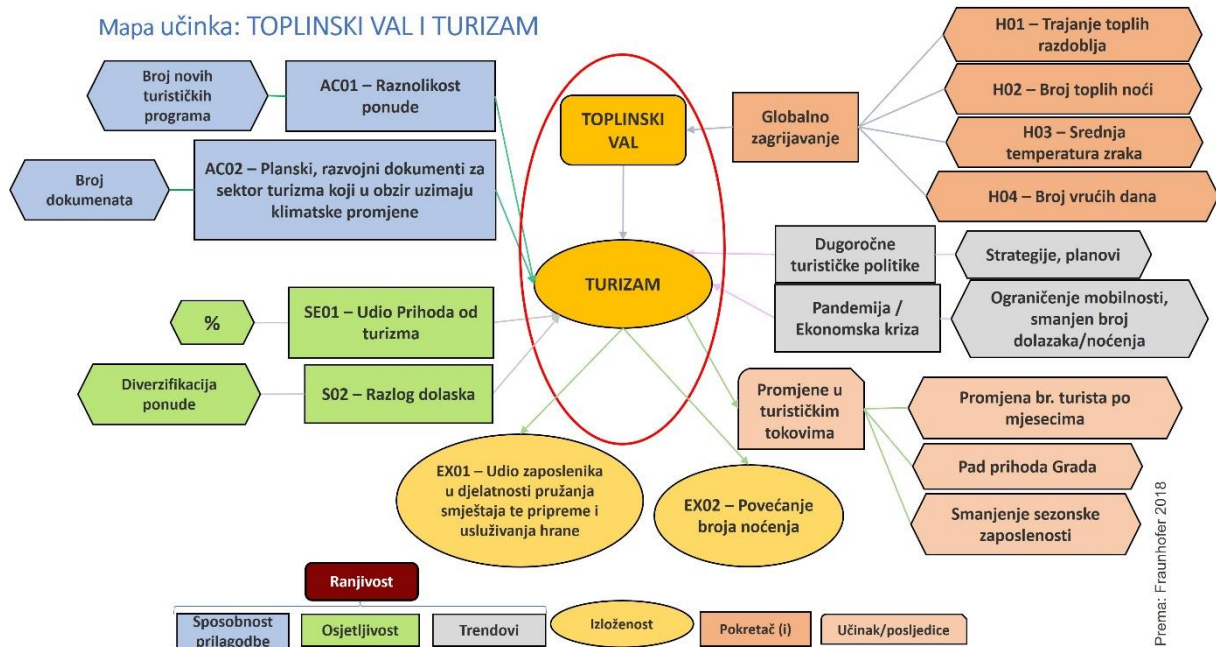 Mapa učinka: TOPLINSKI VAL I TURIZAM
Broj novih
turističkih
programa
AC01 – Raznolikost
ponude
Broj
dokumenata
AC02 – Planski, razvojni dokumenti za
sektor turizma koji u obzir uzimaju
klimatske promjene
%
SE01 – Udio Prihoda od
turizma
Diverzifikacija
ponude
S02 – Razlog dolaska
TOPLINSKI
VAL
TURIZAM
Globalno
zagrijavanje
H01 – Trajanje toplih
razdoblja
H02 – Broj toplih noći
H03 – Srednja
temperatura zraka
H04 – Broj vrućih dana
Dugoročne
turističke politike
Strategije, planovi
Pandemija /
Ekonomska kriza
Ograničenje mobilnosti,
smanjen broj
dolazaka/noćenja
Promjene u
turističkim
tokovima
Promjena br. turista po
mjesecima
Pad prihoda Grada
Smanjenje sezonske
zaposlenosti
EX01 – Udio zaposlenika
u djelatnosti pružanja
smještaja te pripreme i
usluživanja hrane
EX02 – Povećanje
broja noćenja
Prema: Fraunhofer 2018
Ranjivost
Sposobnost
prilagodbe
Osjetljivost
Trendovi
Izloženost
Pokretač (i)
Učinak/posljedice